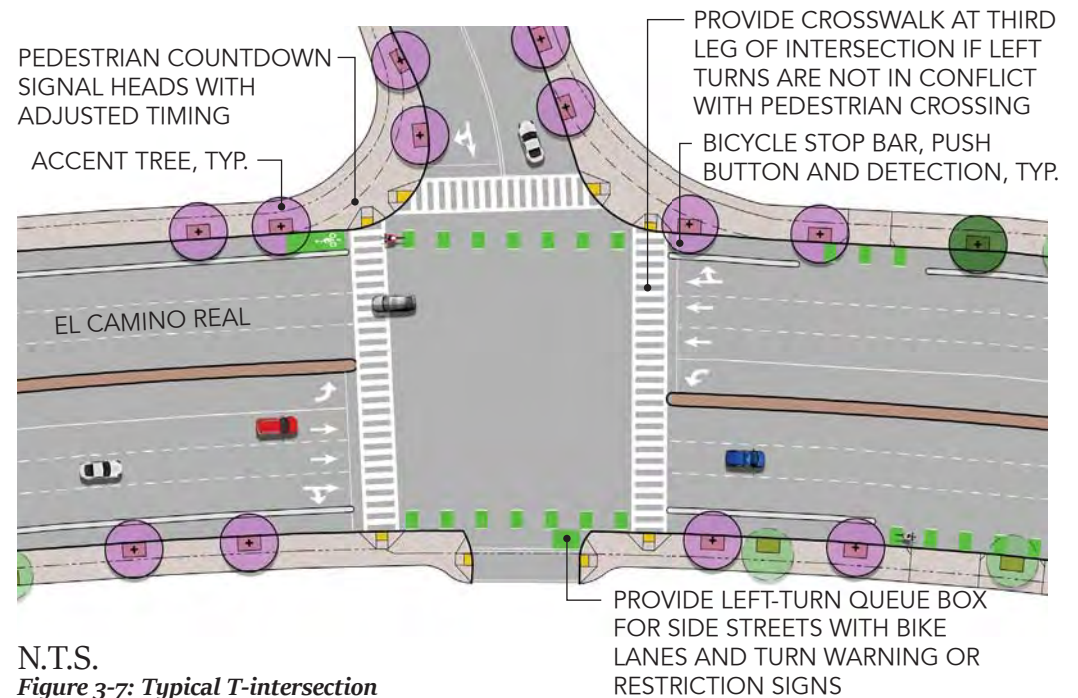 PEDESTRIAN COUNTDOWN
SIGNAL HEADS WITH
ADJUSTED TIMING
ACCENT TREE, TYP.
PROVIDE CROSSWALK AT THIRD
LEG OF INTERSECTION IF LEFT
TURNS ARE NOT IN CONFLICT
WITH PEDESTRIAN CROSSING
BICYCLE STOP BAR, PUSH
BUTTON AND DETECTION, TYP.
EL CAMINO REAL
PROVIDE LEFT-TURN QUEUE BOX
FOR SIDE STREETS WITH BIKE
LANES AND TURN WARNING OR
RESTRICTION SIGNS
N.T.S.
Figure 3-7: Typical T-intersection